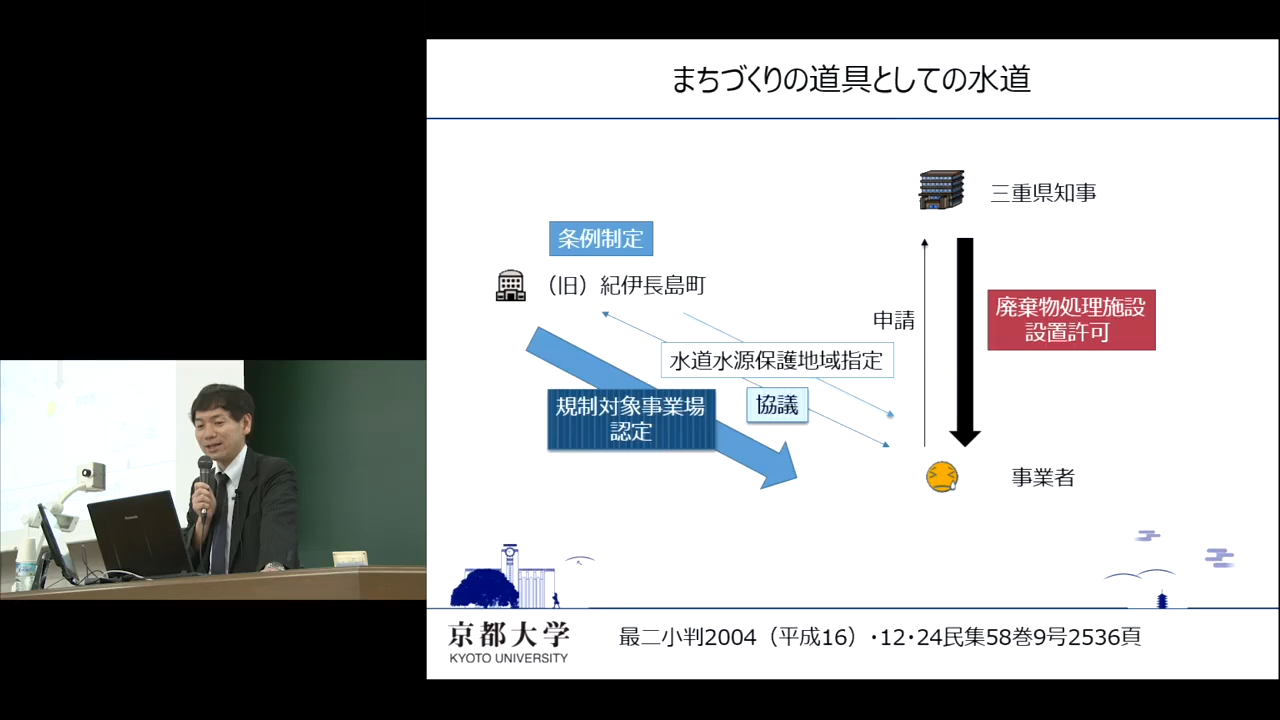 まちづくりの道具としての水道
三重県知事
条例制定
（旧）紀伊長島町
申請
廃棄物処理施設
設置許可
水道水源保護地域指定
協議
規制対象事業場
認定
事業者
京都大学
KYOTO UNIVERSITY
最二小判2004（平成16）・12・24民集58巻9号2536頁
Panasonic